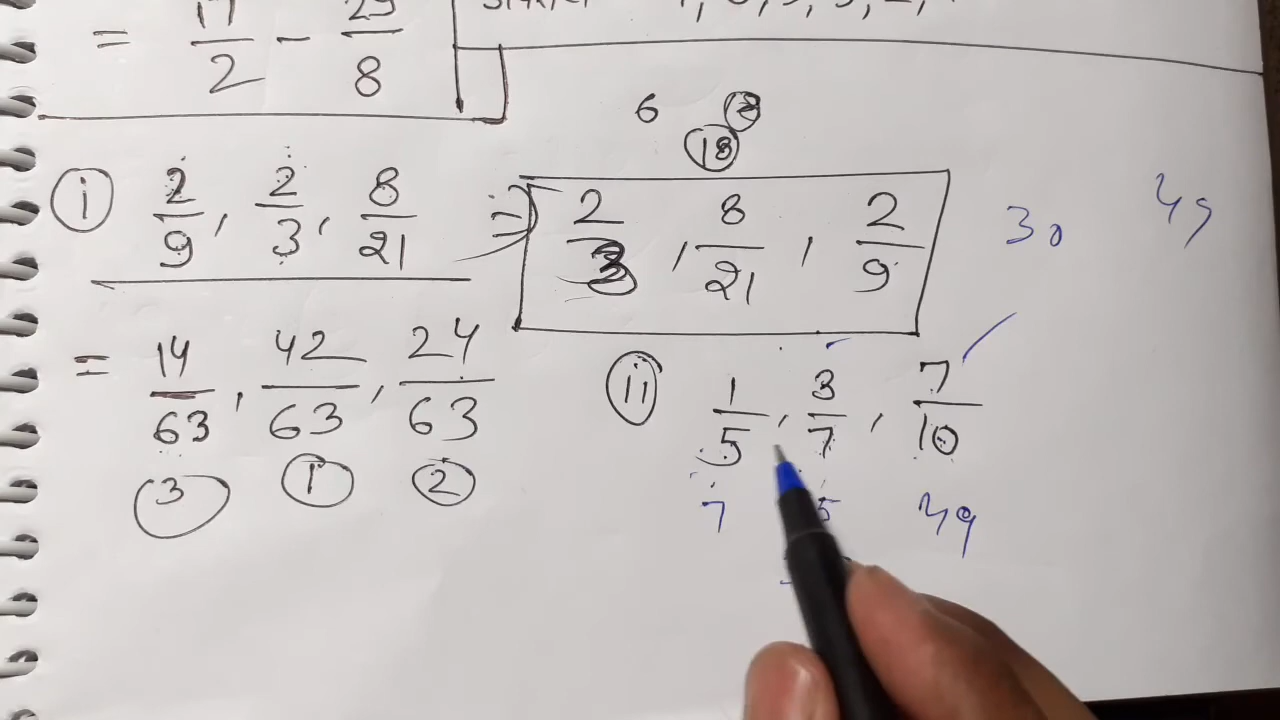 = 17/2 - 29/8
6 12
18
(i) 2/9, 2/3, 8/21 => 2/3, 8/21, 2/9
30 49
= 14/63, 42/63, 24/63
3 1 2
(ii) 1/5, 3/7, 7/10
7 5 49